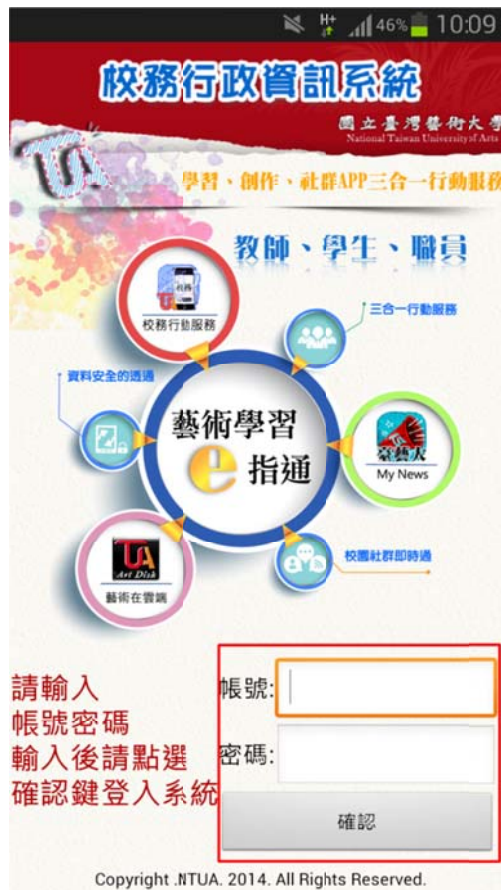 H+ 46% 10:09
校務行政資訊系統
國立臺灣藝術大學
National Taiwan University of Arts
學習、創作、社群APP三合一行動服務
教師、學生、職員
校務
校務行動服務
三合一行動服務
資料安全的透通
藝術學習
e指通
臺藝大
My News
Art Disk
藝術在雲端
校園社群即時通
請輸入
帳號密碼
輸入後請點選
確認鍵登入系統
帳號:
密碼:
確認
Copyright .NTUA. 2014. All Rights Reserved.